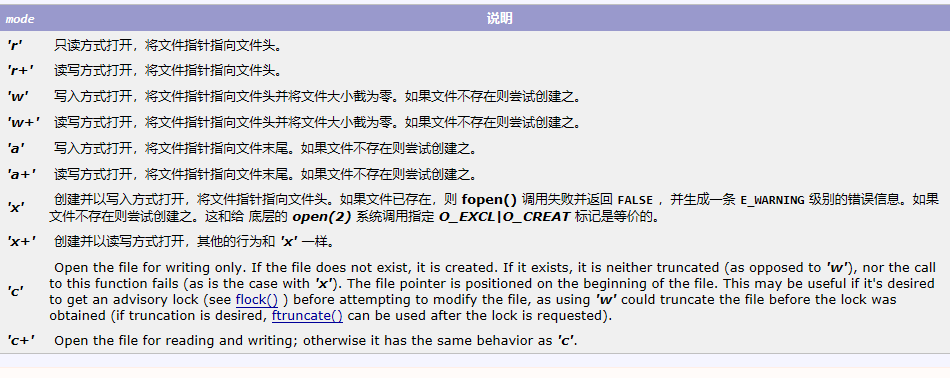 mode 说明
'r' 只读方式打开，将文件指针指向文件头。
'r+' 读写方式打开，将文件指针指向文件头。
'w' 写入方式打开，将文件指针指向文件头并将文件大小截为零。如果文件不存在则尝试创建之。
'w+' 读写方式打开，将文件指针指向文件头并将文件大小截为零。如果文件不存在则尝试创建之。
'a' 写入方式打开，将文件指针指向文件末尾。如果文件不存在则尝试创建之。
'a+' 读写方式打开，将文件指针指向文件末尾。如果文件不存在则尝试创建之。
'x' 创建并以写入方式打开，将文件指针指向文件头。如果文件已存在，则 fopen() 调用失败并返回 FALSE ，并生成一条 E_WARNING 级别的错误信息。如果
文件不存在则尝试创建之。这和给 底层的 open(2) 系统调用指定 O_EXCL|O_CREAT 标记是等价的。
'x+' 创建并以读写方式打开，其他的行为和 'x' 一样。
'c' Open the file for writing only. If the file does not exist, it is created. If it exists, it is neither truncated (as opposed to 'w'), nor the call
to this function fails (as is the case with 'x'). The file pointer is positioned on the beginning of the file. This may be useful if it's desired
to get an advisory lock (see flock() ) before attempting to modify the file, as using 'w' could truncate the file before the lock was
obtained (if truncation is desired, ftruncate() can be used after the lock is requested).
'c+' Open the file for reading and writing; otherwise it has the same behavior as 'c'.